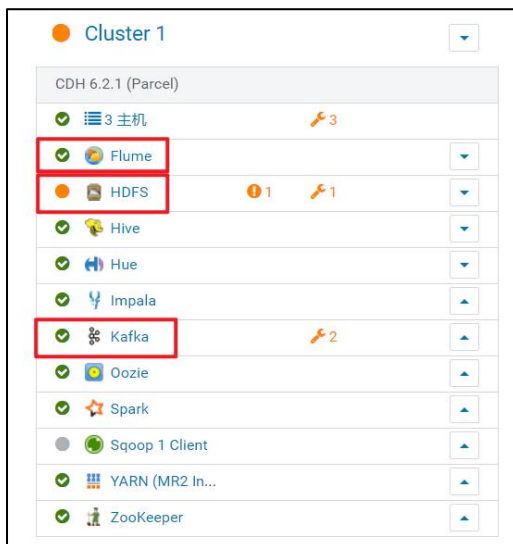 Cluster 1
CDH 6.2.1 (Parcel)
3 主机 3
Flume
HDFS 1 1
Hive
Hue
Impala
Kafka 2
Oozie
Spark
Sqoop 1 Client
YARN (MR2 In...
ZooKeeper